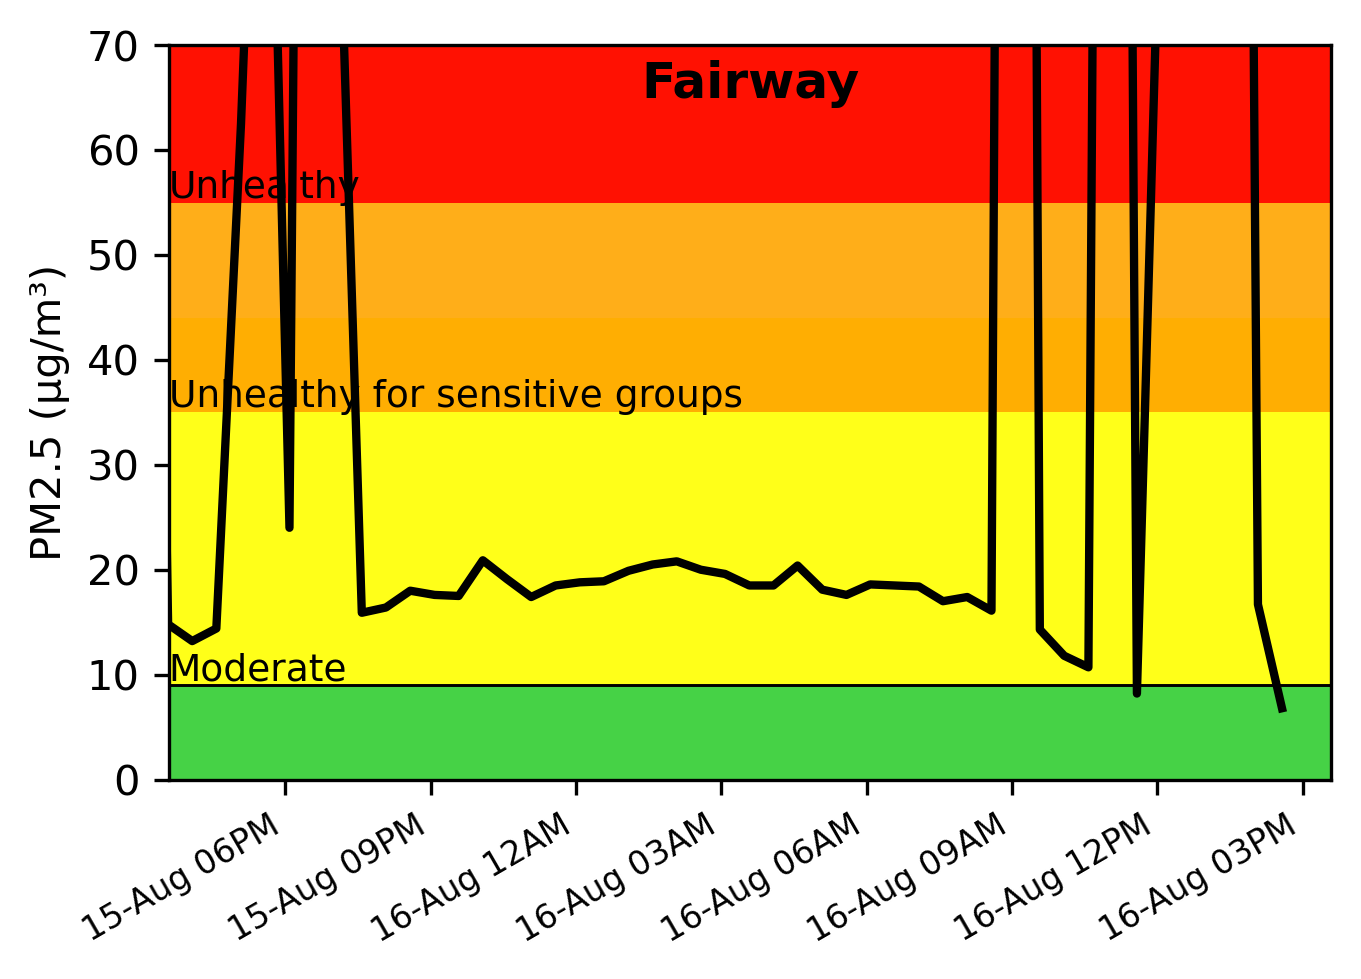 Fairway
70
60
50
40
30
20
10
0
PM2.5 (µg/m³)
Unhealthy
Unhealthy for sensitive groups
Moderate
15-Aug 06PM
15-Aug 09PM
16-Aug 12AM
16-Aug 03AM
16-Aug 06AM
16-Aug 09AM
16-Aug 12PM
16-Aug 03PM